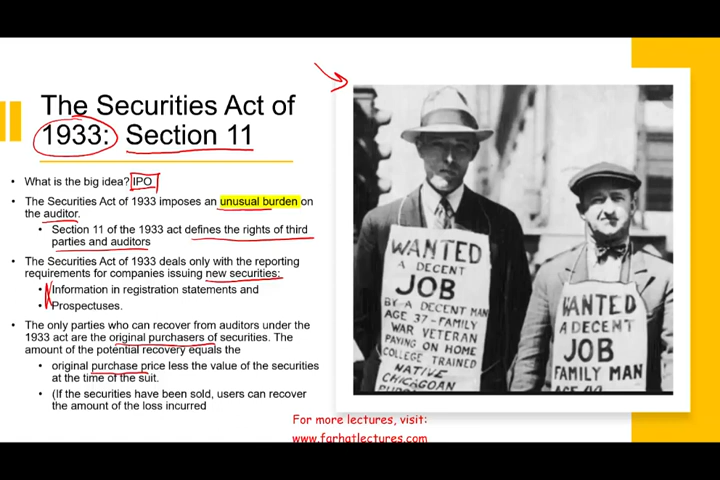 The Securities Act of
1933: Section 11
What is the big idea? IPO
The Securities Act of 1933 imposes an unusual burden on
the auditor.
Section 11 of the 1933 act defines the rights of third
parties and auditors
The Securities Act of 1933 deals only with the reporting
requirements for companies issuing new securities:
Information in registration statements and
Prospectuses.
The only parties who can recover from auditors under the
1933 act are the original purchasers of securities. The
amount of the potential recovery equals the
original purchase price less the value of the securities
at the time of the suit.
(If the securities have been sold, users can recover
the amount of the loss incurred
WANTED
A DECENT
JOB
BY A DECENT MAN
AGE 37-FAMILY
WAR VETERAN
PAYING ON HOME
COLLEGE TRAINED
NATIVE
CHICAGOAN
WANTED
A DECENT
JOB
FAMILY MAN
For more lectures, visit:
www.farhatlectures.com